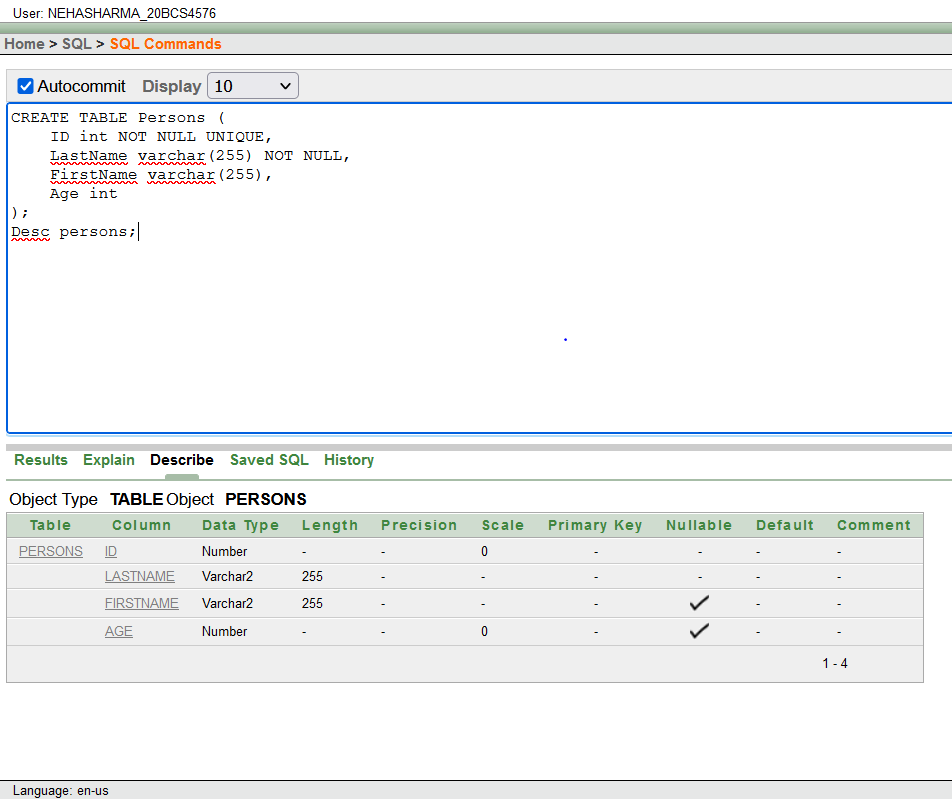 User: NEHASHARMA_20BCS4576
Home > SQL > SQL Commands
Autocommit Display 10
CREATE TABLE Persons (
    ID int NOT NULL UNIQUE,
    LastName varchar(255) NOT NULL,
    FirstName varchar(255),
    Age int
);
Desc persons;
Results Explain Describe Saved SQL History
Object Type TABLE Object PERSONS
Table Column Data Type Length Precision Scale Primary Key Nullable Default Comment
PERSONS ID Number - - 0 - - - -
LASTNAME Varchar2 255 - - - - - -
FIRSTNAME Varchar2 255 - - - ✓ - -
AGE Number - - 0 - ✓ - -
1 - 4
Language: en-us